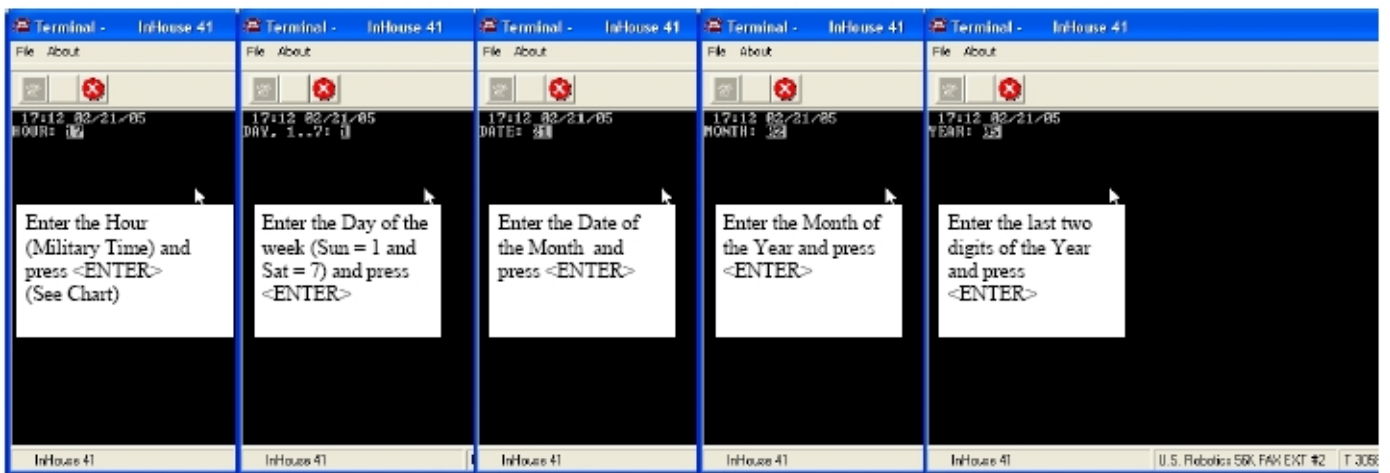 Terminal - InHouse 41
File About
17:12 02/21/05
HOUR: 17
Enter the Hour
(Military Time) and
press <ENTER>
(See Chart)
InHouse 41
Terminal - InHouse 41
File About
17:12 02/21/05
DAY, 1..7:
Enter the Day of the
week (Sun = 1 and
Sat = 7) and press
<ENTER>
InHouse 41
Terminal - InHouse 41
File About
17:12 02/21/05
DATE:
Enter the Date of
the Month and
press <ENTER>
InHouse 41
Terminal - InHouse 41
File About
17:12 02/21/05
MONTH:
Enter the Month of
the Year and press
<ENTER>
InHouse 41
Terminal - InHouse 41
File About
17:12 02/21/05
YEAR:
Enter the last two
digits of the Year
and press
<ENTER>
InHouse 41
U.S. Robotics 56K FAX EXT #2